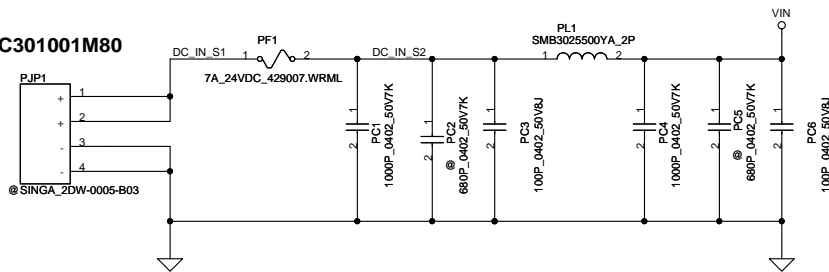 C301001M80
VIN
PL1
SMB3025500YA_2P
1 2
DC_IN_S1
PF1
1 2
DC_IN_S2
7A_24VDC_429007.WRML
PJP1
+ 1
+ 2
- 3
- 4
@SINGA_2DW-0005-B03
1
2
PC1
1000P_0402_50V7K
1
2
@
PC2
680P_0402_50V7K
1
2
PC3
100P_0402_50V8J
1
2
PC4
1000P_0402_50V7K
1
2
@
PC5
680P_0402_50V7K
1
2
PC6
100P_0402_50V8J